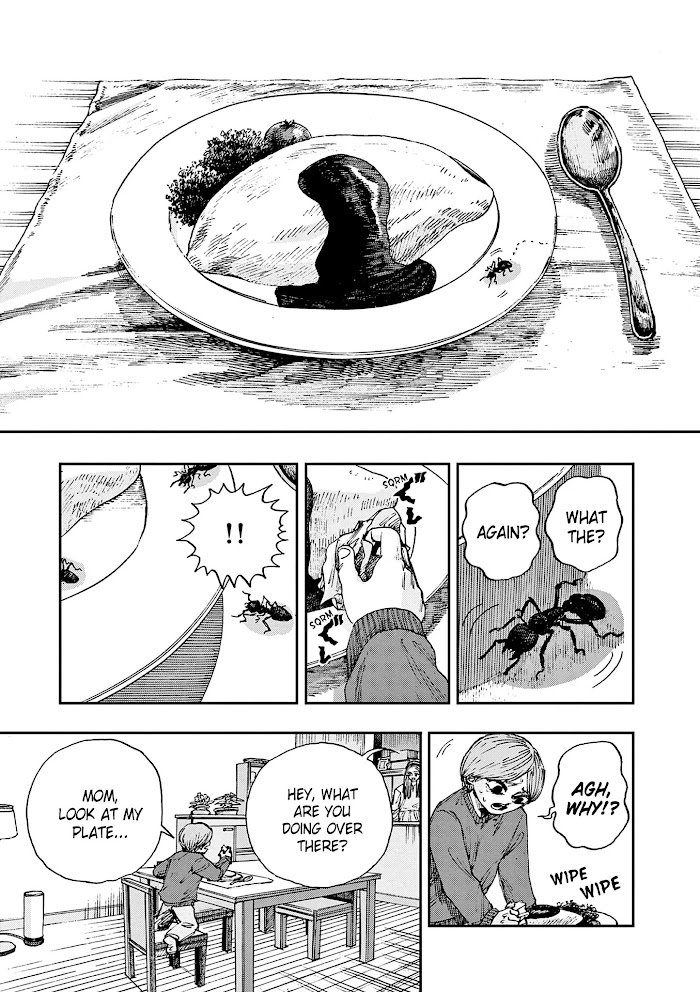 WHAT
THE?
AGAIN?
SQRM
SQRM
!!
AGH,
WHY!?
WIPE
WIPE
HEY, WHAT
ARE YOU
DOING OVER
THERE?
MOM,
LOOK AT MY
PLATE...